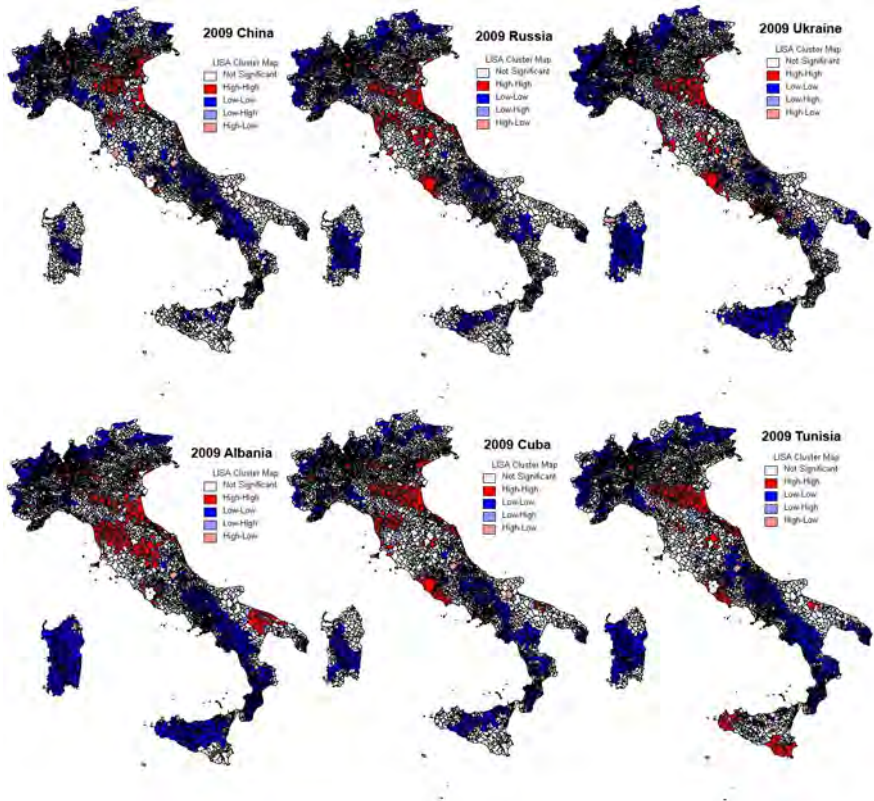 2009 China
LISA Cluster Map
Not Significant
High-High
Low-Low
Low-High
High-Low
2009 Russia
LISA Cluster Map
Not Significant
High-High
Low-Low
Low-High
High-Low
2009 Ukraine
LISA Cluster Map
Not Significant
High-High
Low-Low
Low-High
High-Low
2009 Albania
LISA Cluster Map
Not Significant
High-High
Low-Low
Low-High
High-Low
2009 Cuba
LISA Cluster Map
Not Significant
High-High
Low-Low
Low-High
High-Low
2009 Tunisia
LISA Cluster Map
Not Significant
High-High
Low-Low
Low-High
High-Low